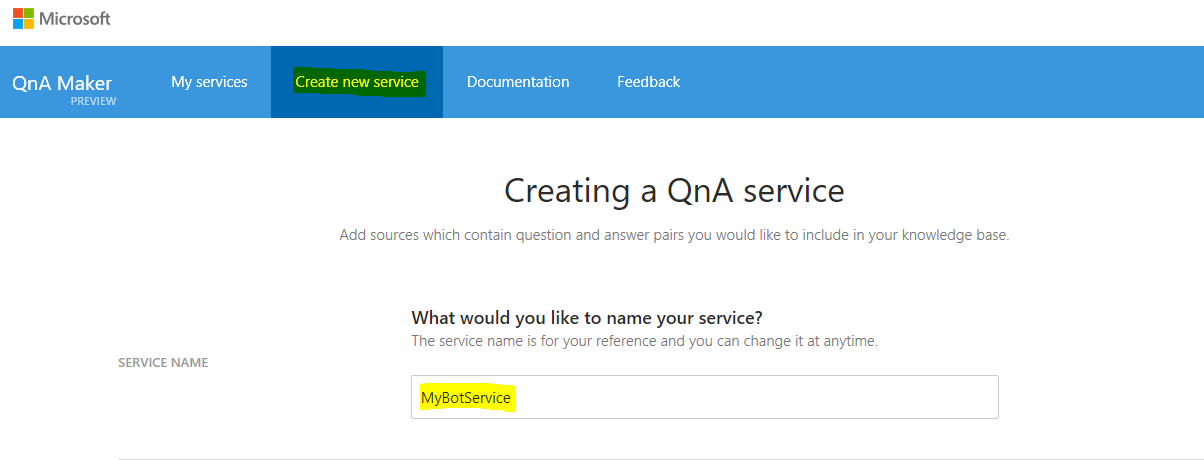 Microsoft
QnA Maker My services Create new service Documentation Feedback
PREVIEW
Creating a QnA service
Add sources which contain question and answer pairs you would like to include in your knowledge base.
What would you like to name your service?
The service name is for your reference and you can change it at anytime.
SERVICE NAME
MyBotService